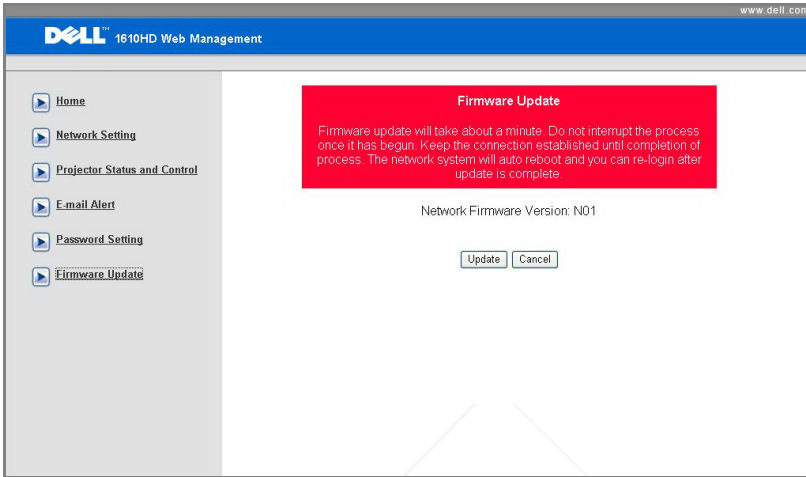 www.dell.com
DELL™ 1610HD Web Management
Home
Network Setting
Projector Status and Control
E-mail Alert
Password Setting
Firmware Update
Firmware Update
Firmware update will take about a minute. Do not interrupt the process
once it has begun. Keep the connection established until completion of
process. The network system will auto reboot and you can re-login after
update is complete.
Network Firmware Version: N01
Update Cancel